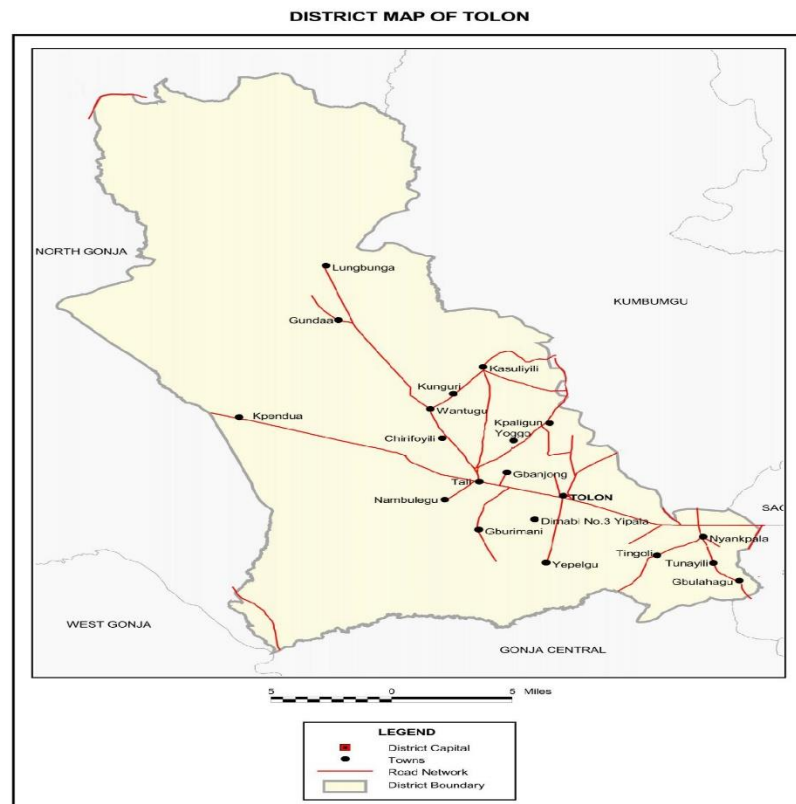 DISTRICT MAP OF TOLON
NORTH GONJA
Lungbunga
KUMBUMGU
Gundaa
Kasuliyili
Kunguri
Wantugu
Kpendua
Kpaligun
Yoggo
Chirifoyili
Gbanjong
Tali
TOLON
Nambulegu
SAG
Dimabi No.3 Yipala
Gburimani
Nyankpala
Tingoli
Tunayili
Yepelgu
Gbulahagu
WEST GONJA
GONJA CENTRAL
5 0 5 Miles
LEGEND
District Capital
Towns
Road Network
District Boundary